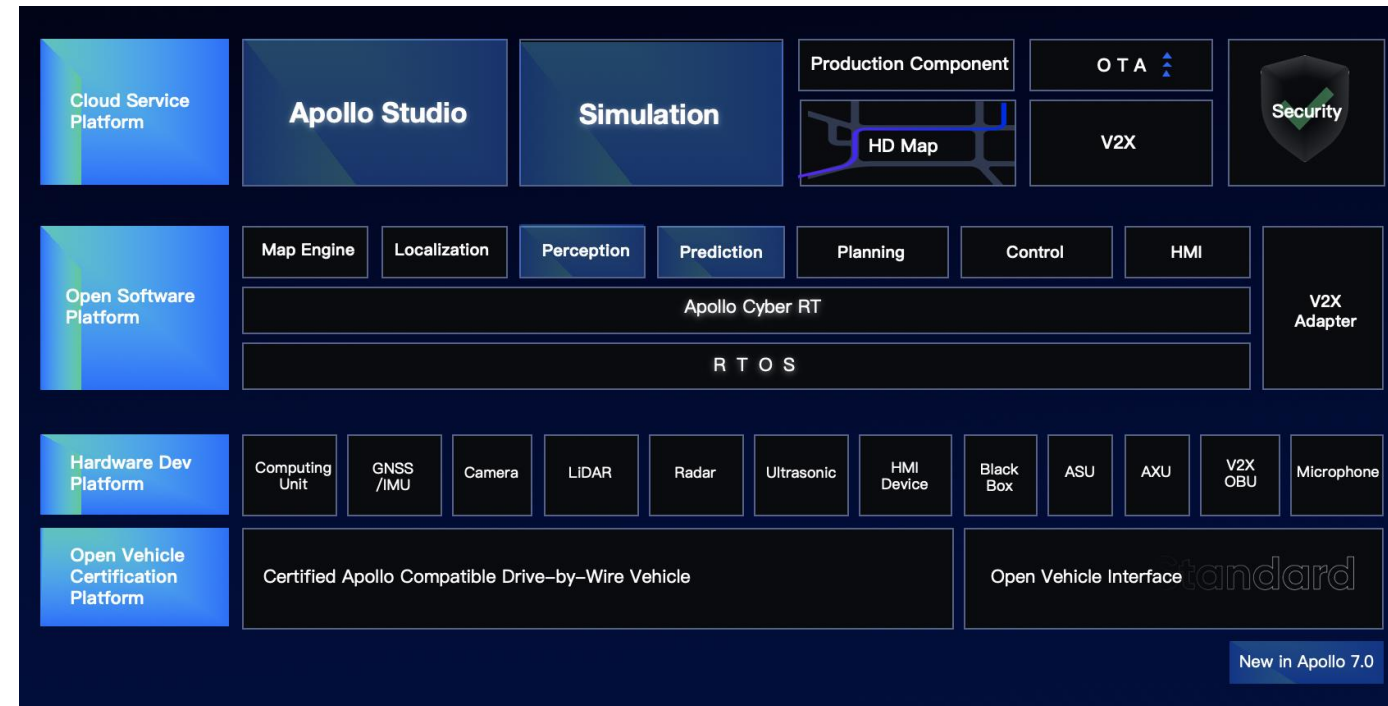 Cloud Service
Platform
Apollo Studio
Simulation
Production Component
HD Map
OTA
V2X
Security
Open Software
Platform
Map Engine
Localization
Perception
Prediction
Planning
Control
HMI
Apollo Cyber RT
RTOS
V2X
Adapter
Hardware Dev
Platform
Computing
Unit
GNSS
/IMU
Camera
LiDAR
Radar
Ultrasonic
HMI
Device
Black
Box
ASU
AXU
V2X
OBU
Microphone
Open Vehicle
Certification
Platform
Certified Apollo Compatible Drive-by-Wire Vehicle
Open Vehicle Interface Standard
New in Apollo 7.0